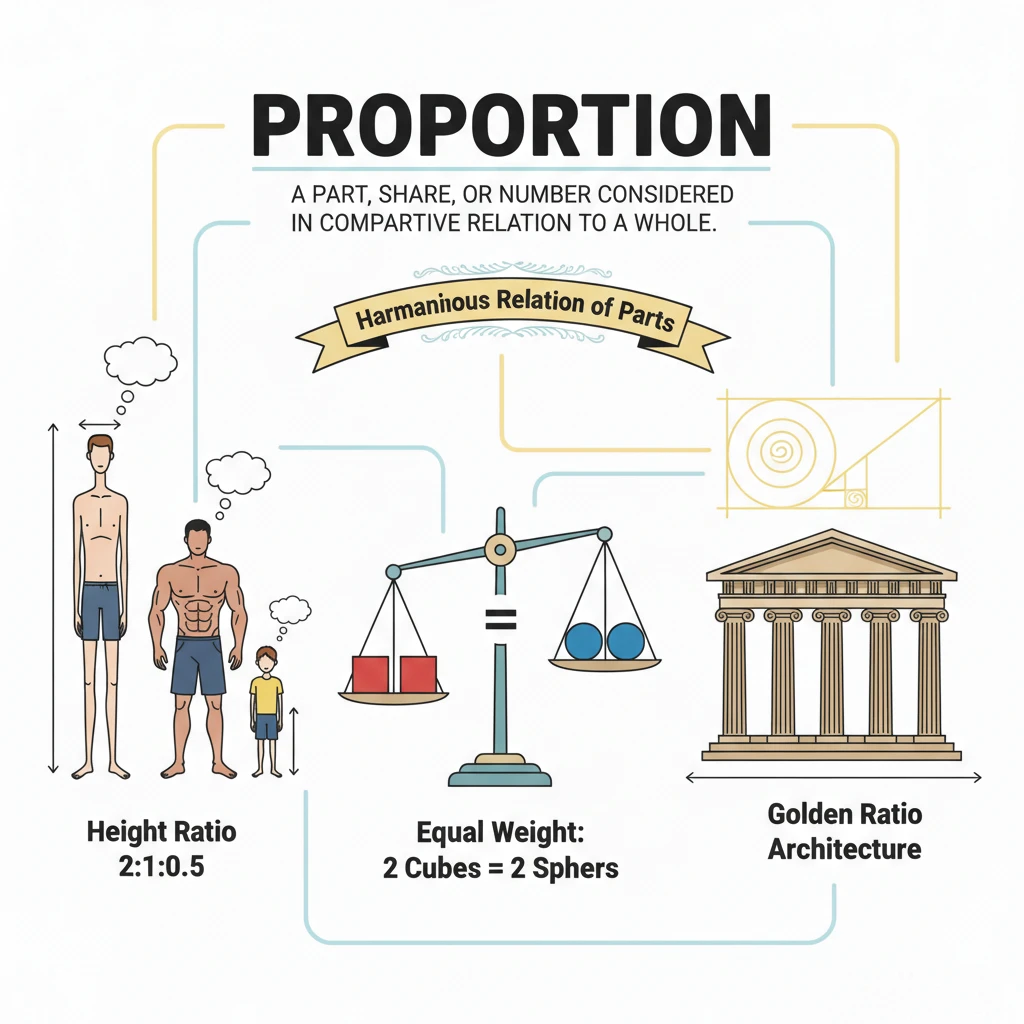 PROPORTION
A PART, SHARE, OR NUMBER CONSIDERED
IN COMPARTIVE RELATION TO A WHOLE.
Harmaniious Relation of Parts
=
Height Ratio
2:1:0.5
Equal Weight:
2 Cubes = 2 Sphers
Golden Ratio
Architecture